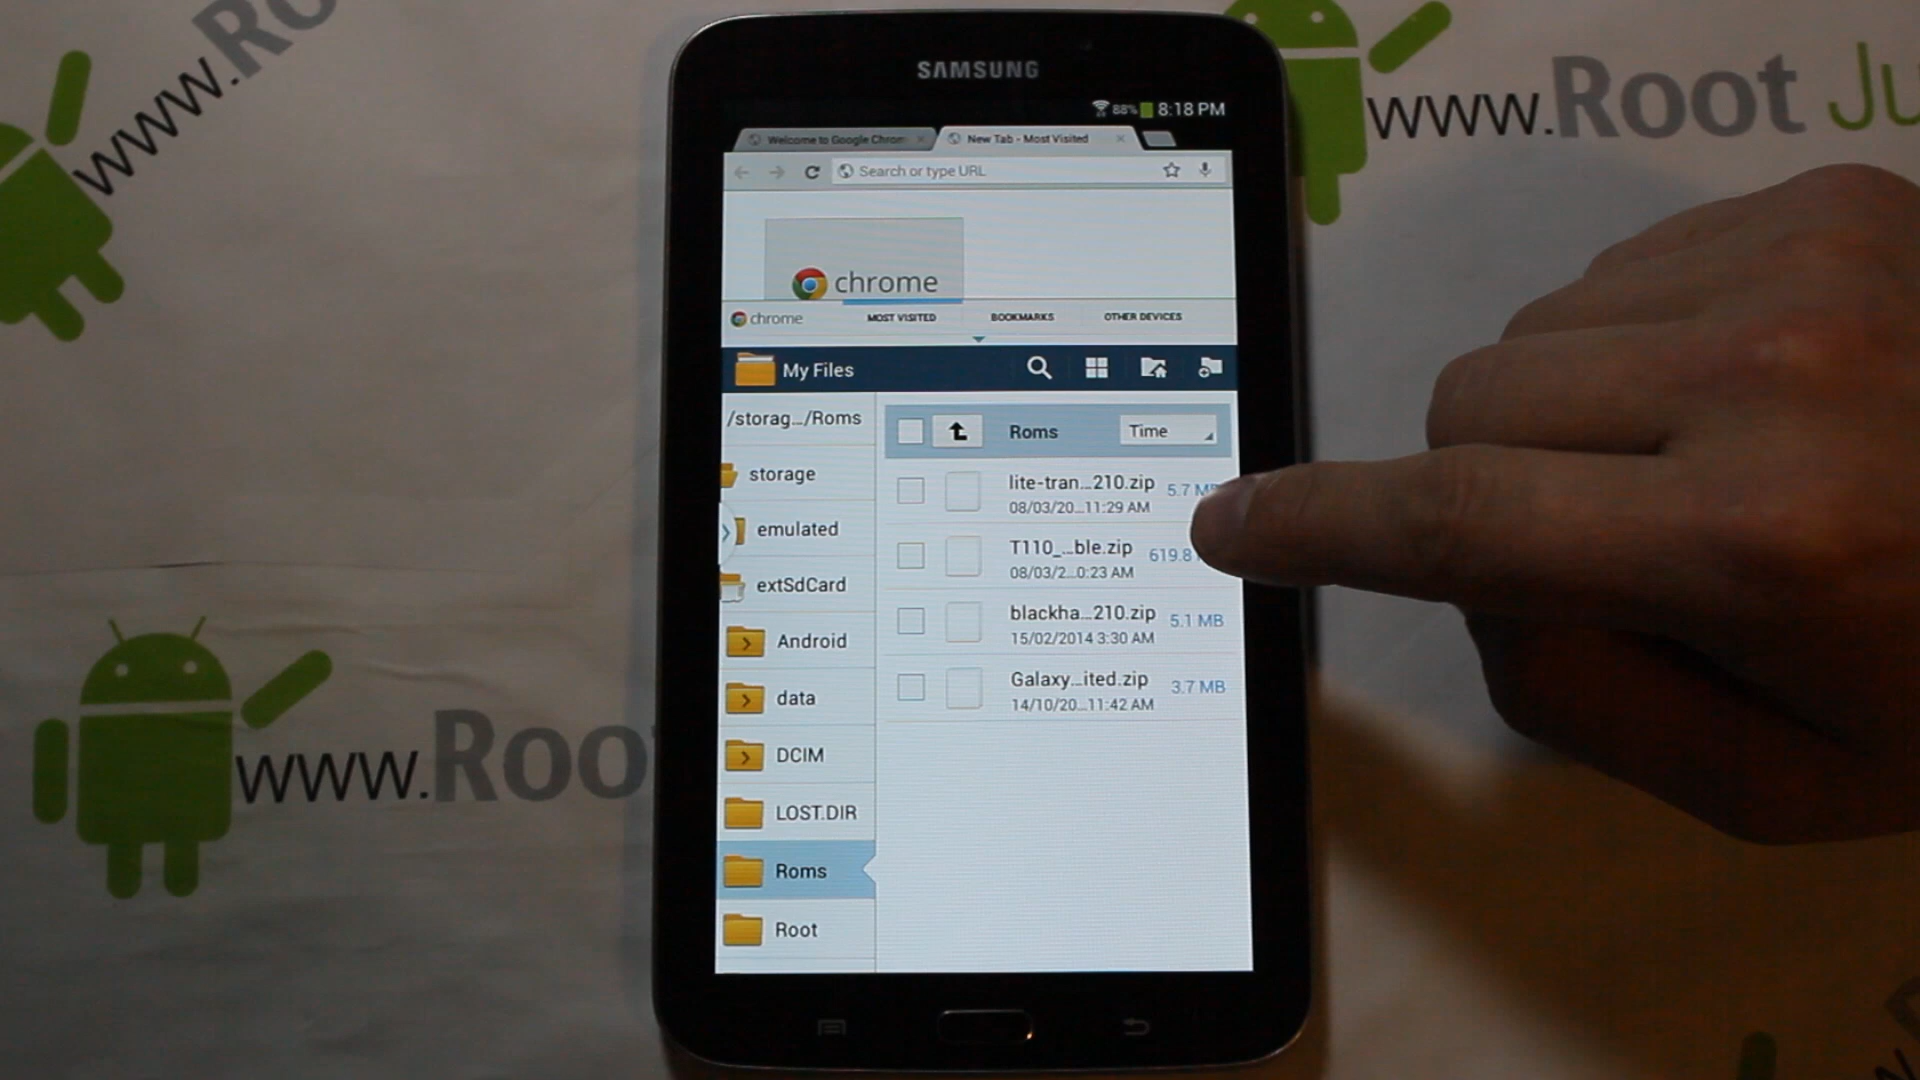 www.Ro
www.Root Ju
SAMSUNG
88% 8:18 PM
Welcome to Google Chrom
New Tab - Most Visited
Search or type URL
chrome
chrome
MOST VISITED
BOOKMARKS
OTHER DEVICES
My Files
/storag.../Roms
storage
emulated
extSdCard
Android
data
DCIM
LOST.DIR
Roms
Root
Roms
Time
lite-tran...210.zip
5.7 MB
08/03/20...11:29 AM
T110_...ble.zip
619.8
08/03/2...0:23 AM
blackha...210.zip
5.1 MB
15/02/2014 3:30 AM
Galaxy...ited.zip
3.7 MB
14/10/20...11:42 AM
www.Roo